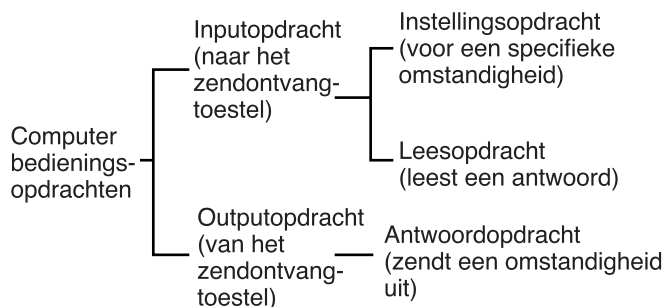 Computer
bedienings-
opdrachten
Inputopdracht
(naar het
zendontvang-
toestel)
Instellingsopdracht
(voor een specifieke
omstandigheid)
Leesopdracht
(leest een antwoord)
Outputopdracht
(van het
zendontvang-
toestel)
Antwoordopdracht
(zendt een omstandigheid
uit)